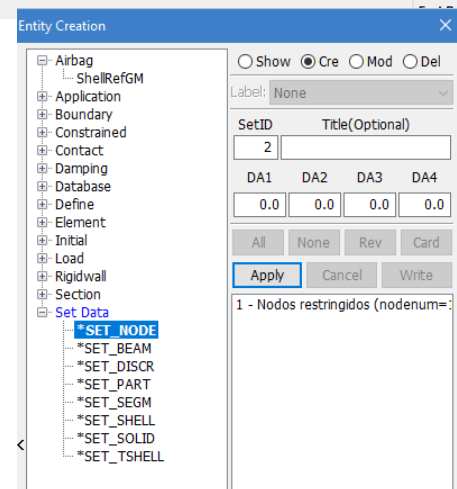 Entity Creation
Airbag
ShellRefGM
Application
Boundary
Constrained
Contact
Damping
Database
Define
Element
Initial
Load
Rigidwall
Section
Set Data
*SET_NODE
*SET_BEAM
*SET_DISCR
*SET_PART
*SET_SEGM
*SET_SHELL
*SET_SOLID
*SET_TSHELL
Show Cre Mod Del
Label: None
SetID Title(Optional)
2
DA1 DA2 DA3 DA4
0.0 0.0 0.0 0.0
All None Rev Card
Apply Cancel Write
1 - Nodos restringidos (nodenum=